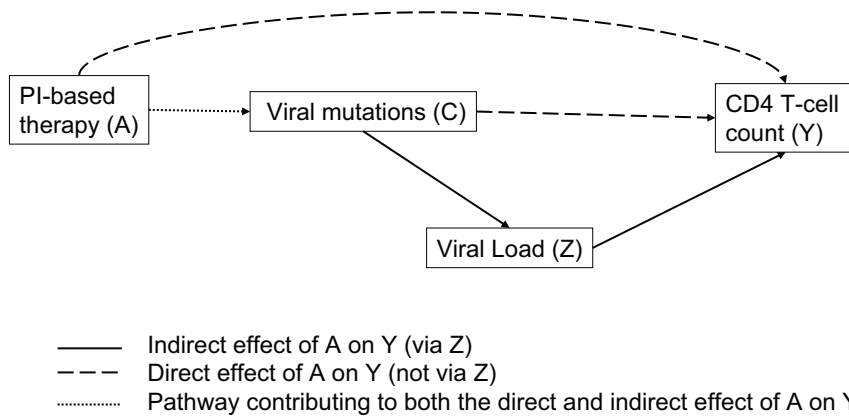 PI-based
therapy (A)
Viral mutations (C)
CD4 T-cell
count (Y)
Viral Load (Z)
Indirect effect of A on Y (via Z)
Direct effect of A on Y (not via Z)
Pathway contributing to both the direct and indirect effect of A on Y